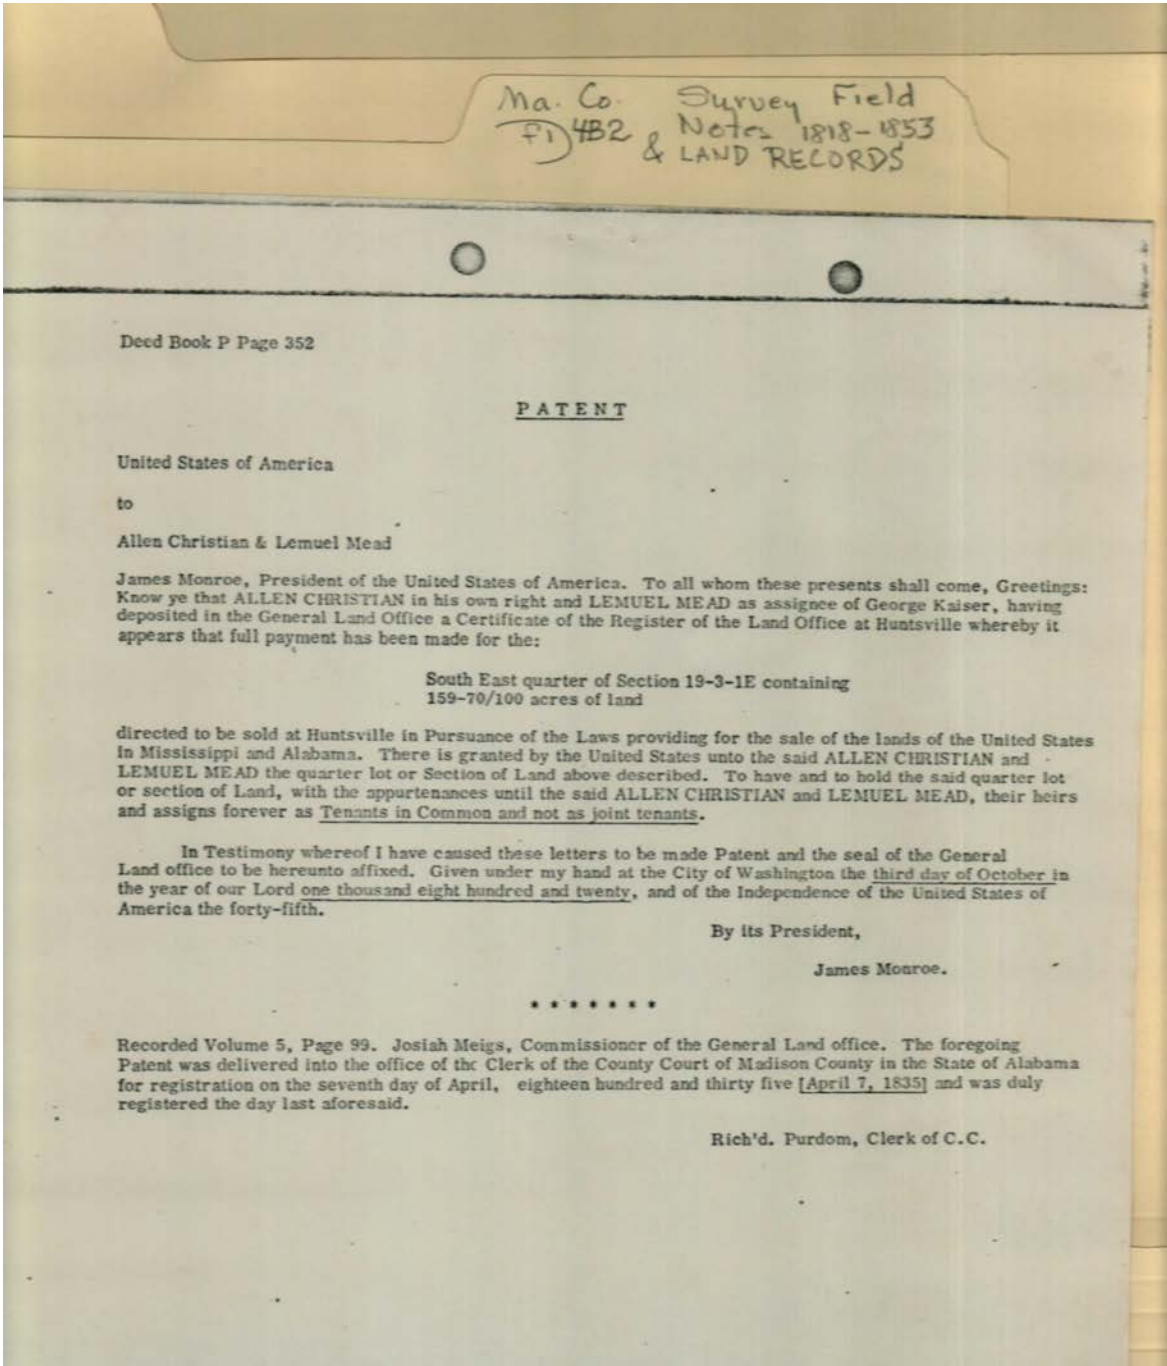 Ma. Co. Survey Field
f1) 4B2 Notes 1818-1853
& LAND RECORDS
Deed Book P Page 352
PATENT
United States of America
to
Allen Christian & Lemuel Mead
James Monroe, President of the United States of America. To all whom these presents shall come, Greetings:
Know ye that ALLEN CHRISTIAN in his own right and LEMUEL MEAD as assignee of George Kaiser, having
deposited in the General Land Office a Certificate of the Register of the Land Office at Huntsville whereby it
appears that full payment has been made for the:
South East quarter of Section 19-3-1E containing
159-70/100 acres of land
directed to be sold at Huntsville in Pursuance of the Laws providing for the sale of the lands of the United States
in Mississippi and Alabama. There is granted by the United States unto the said ALLEN CHRISTIAN and
LEMUEL MEAD the quarter lot or Section of Land above described. To have and to hold the said quarter lot
or section of Land, with the appurtenances until the said ALLEN CHRISTIAN and LEMUEL MEAD, their heirs
and assigns forever as Tenants in Common and not as joint tenants.
In Testimony whereof I have caused these letters to be made Patent and the seal of the General
Land office to be hereunto affixed. Given under my hand at the City of Washington the third day of October in
the year of our Lord one thousand eight hundred and twenty, and of the Independence of the United States of
America the forty-fifth.
By its President,
James Monroe.
* * * * * * *
Recorded Volume 5, Page 99. Josiah Meigs, Commissioner of the General Land office. The foregoing
Patent was delivered into the office of the Clerk of the County Court of Madison County in the State of Alabama
for registration on the seventh day of April, eighteen hundred and thirty five [April 7, 1835] and was duly
registered the day last aforesaid.
Rich'd. Purdom, Clerk of C.C.